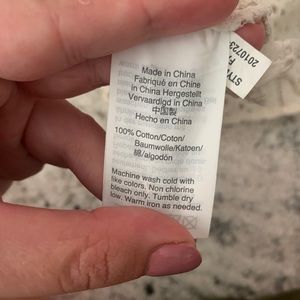 Made in China
Fabriqué en Chine
in China Hergestellt
Vervaardigd in China
中国製
Hecho en China
100% Cotton/Coton/
Baumwolle/Katoen/
綿/algodón
Machine wash cold with
like colors. Non chlorine
bleach only. Tumble dry
low. Warm iron as needed.